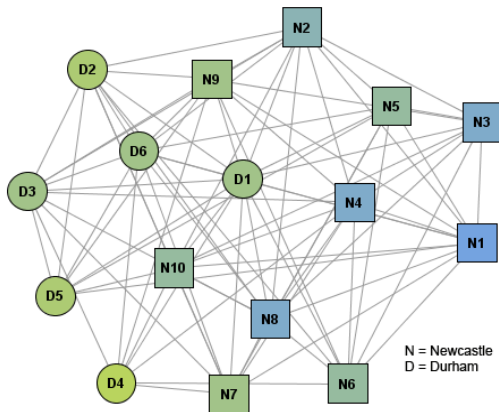 N2
D2
N9
N5
N3
D6
D1
D3
N4
N1
N10
D5
N8
N = Newcastle
D = Durham
D4
N7
N6